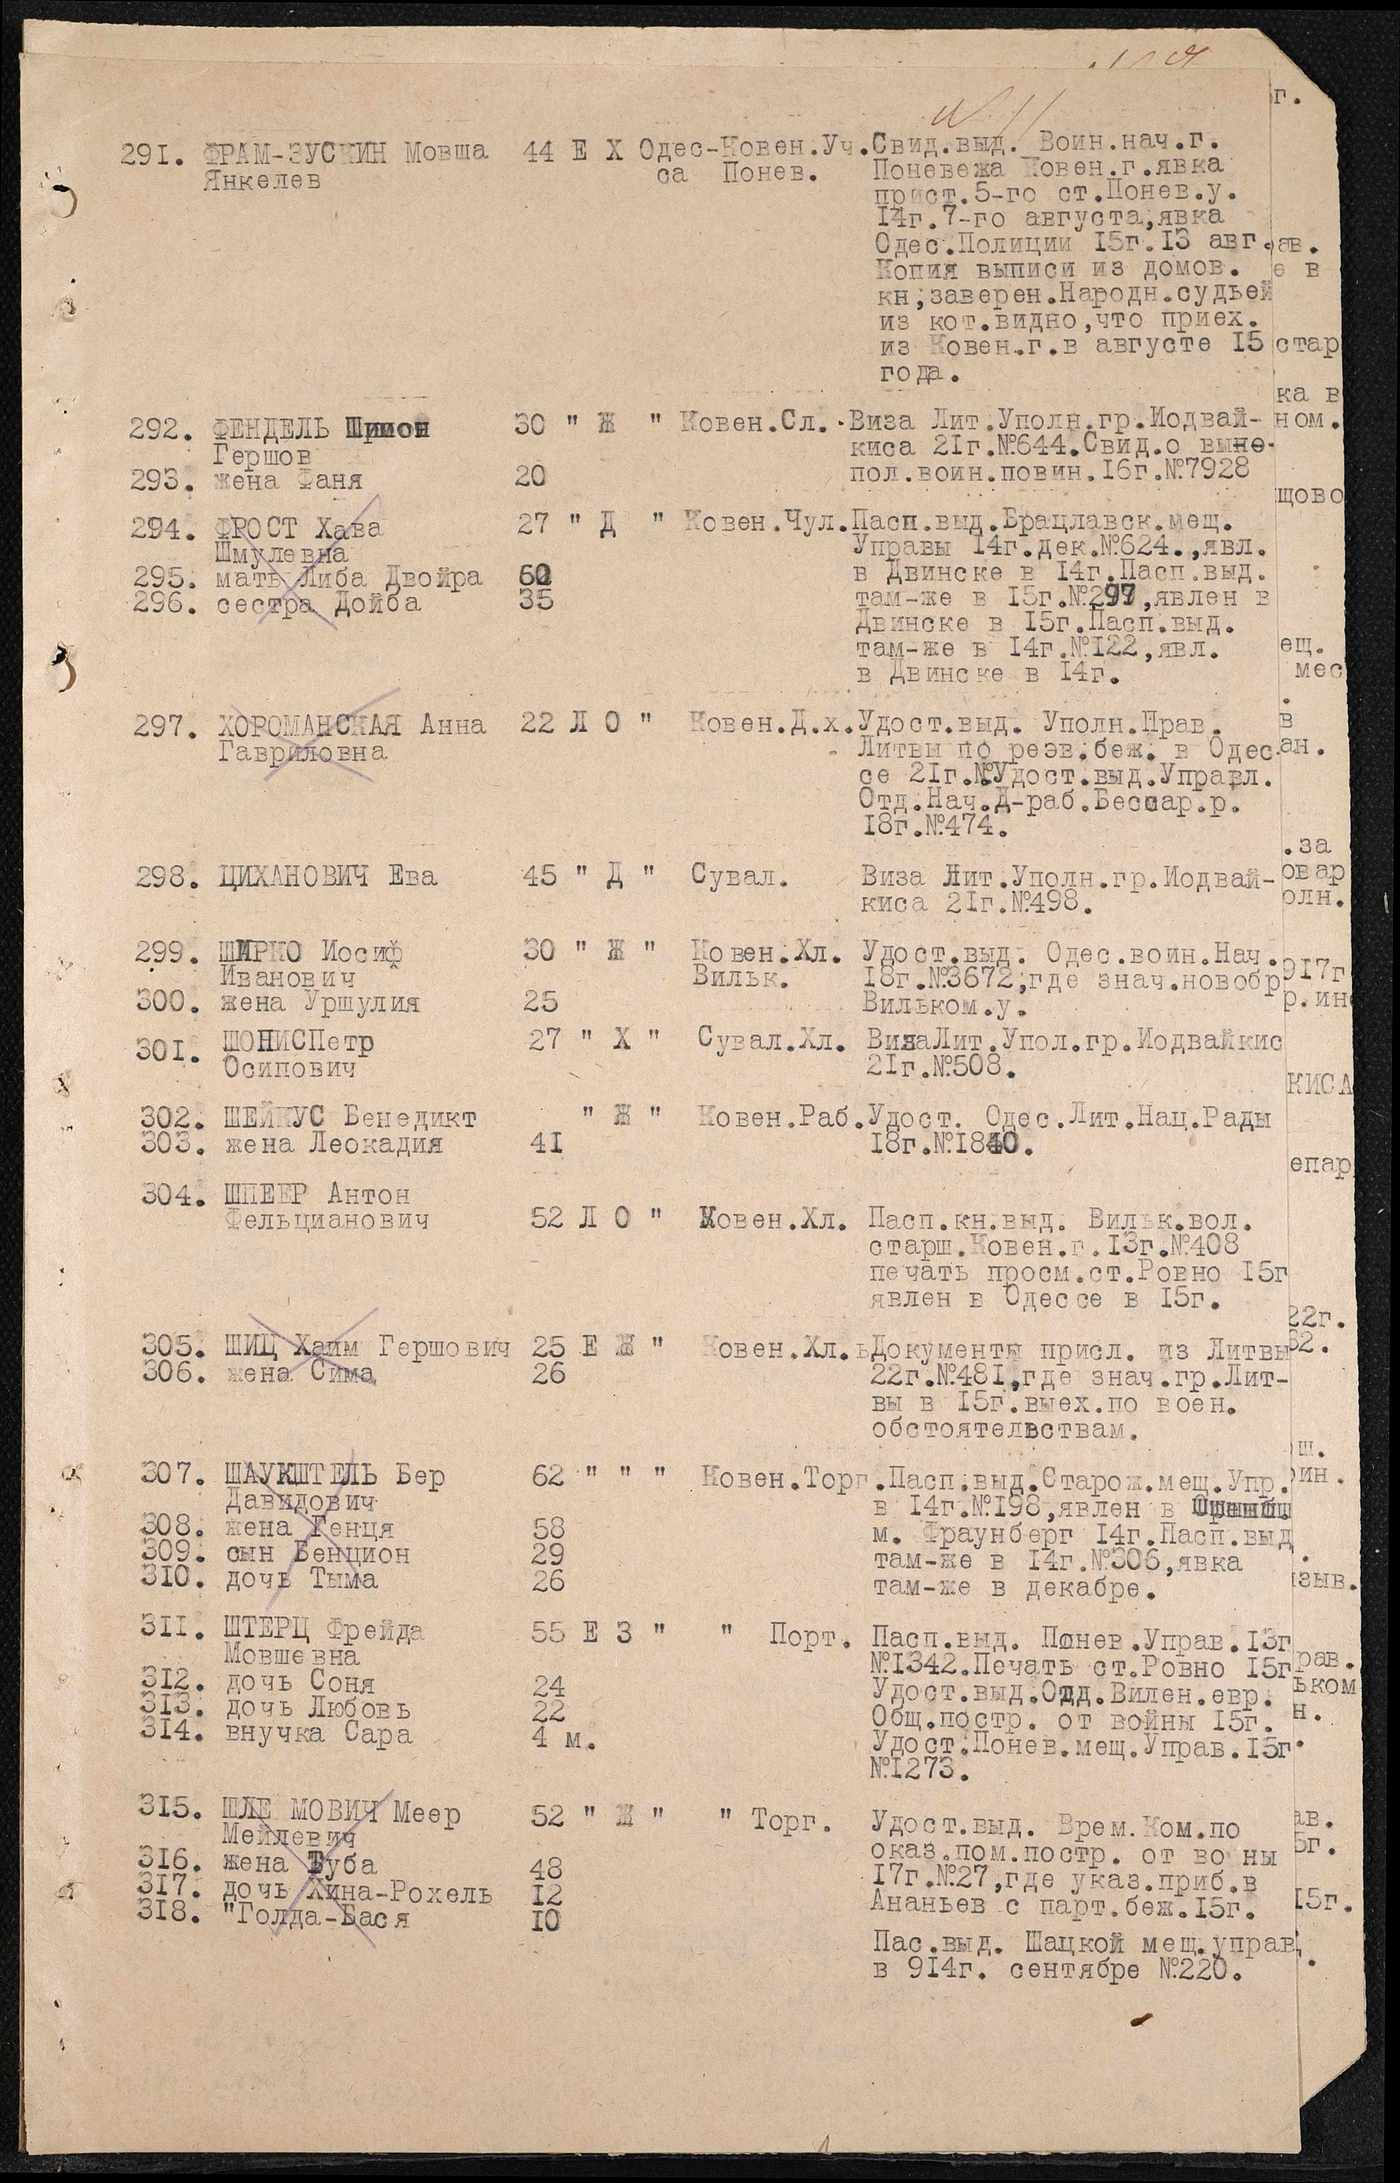 291. ФРАМ-ЗУСКИН Мовша 44 Е Х Одес-Ковен.Уч.Свид.выд. Воин.нач.г.
Янкелев са Понев. Поневежа Ковен.г.явка
прист.5-го ст.Понев.у.
14г.7-го августа,явка
Одес.Полиции 15г.13 авг.
Копия выписи из домов.
кн,заверен.Народн.судьей
из кот.видно,что приех.
из Ковен.г.в августе 15
года.
292. ФЕНДЕЛЬ Шимон 30 " Ж " Ковен.Сл. Виза Лит.Уполн.гр.Иодвай-
Гершов киса 21г.№644.Свид.о выпо-
293. жена Фаня 20 пол.воин.повин.16г.№7928
294. ФРОСТ Хава 27 " Д " Ковен.Чул.Пасп.выд.Брацлавск.мещ.
Шмулевна Управы 14г.дек.№624.,явл.
295. мать Либа Двойра 60 в Двинске в 14г.Пасп.выд.
296. сестра Дойба 35 там-же в 15г.№297,явлен в
Двинске в 15г.Пасп.выд.
там-же в 14г.№122,явл.
в Двинске в 14г.
297. ХОРОМАНСКАЯ Анна 22 Л О " Ковен.Д.х.Удост.выд. Уполн.Прав.
Гавриловна Литвы по реэв.беж. в Одес-
се 21г.№Удост.выд.Управл.
Отд.Нач.Д-раб.Бессар.р.
18г.№474.
298. ЦИХАНОВИЧ Ева 45 " Д " Сувал. Виза Лит.Уполн.гр.Иодвай-
киса 21г.№498.
299. ШИРКО Иосиф 30 " Ж " Ковен.Хл. Удост.выд. Одес.воин.Нач.
Иванович Вильк. 18г.№3672,где знач.новобр
300. жена Уршулия 25 Вильком.у.
301. ШОНИСПетр 27 " Х " Сувал.Хл. ВизаЛит.Упол.гр.Иодвайкис
Осипович 21г.№508.
302. ШЕЙКУС Бенедикт " Ж " Ковен.Раб.Удост. Одес.Лит.Нац.Рады
303. жена Леокадия 41 18г.№1840.
304. ШПЕЕР Антон
Фельцианович 52 Л О " Ковен.Хл. Пасп.кн.выд. Вильк.вол.
старш.Ковен.г.13г.№408
печать просм.ст.Ровно 15г
явлен в Одессе в 15г.
305. ШИЦ Хаим Гершович 25 Е Ж " Ковен.Хл.ьДокументы присл. из Литвы
306. жена Сима 26 22г.№481,где знач.гр.Лит-
вы в 15г.выех.по воен.
обстоятельствам.
307. ШАУКШТЕЛЬ Бер 62 " " " Ковен.Торг.Пасп.выд.Старож.мещ.Упр.
Давидович в 14г.№198,явлен в
308. жена Генця 58 м. Фраунберг 14г.Пасп.выд
309. сын Бенцион 29 там-же в 14г.№306,явка
310. дочь Тыма 26 там-же в декабре.
311. ШТЕРЦ Фрейда 55 Е З " " Порт. Пасп.выд. Понев.Управ.13г
Мовшевна №1342.Печать ст.Ровно 15г
312. дочь Соня 24 Удост.выд.Отд.Вилен.евр.
313. дочь Любовь 22 Общ.постр. от войны 15г.
314. внучка Сара 4 м. Удост.Понев.мещ.Управ.15г.
№1273.
315. ШЛЕ МОВИЧ Меер 52 " Ж " " Торг. Удост.выд. Врем.Ком.по
Мейлевич оказ.пом.постр. от во ны
316. жена Туба 48 17г.№27,где указ.приб.в
317. дочь Хина-Рохель 12 Ананьев с парт.беж.15г.
318. "Голда-Бася 10
Пас.выд. Шацкой мещ.управ,
в 914г. сентябре №220.